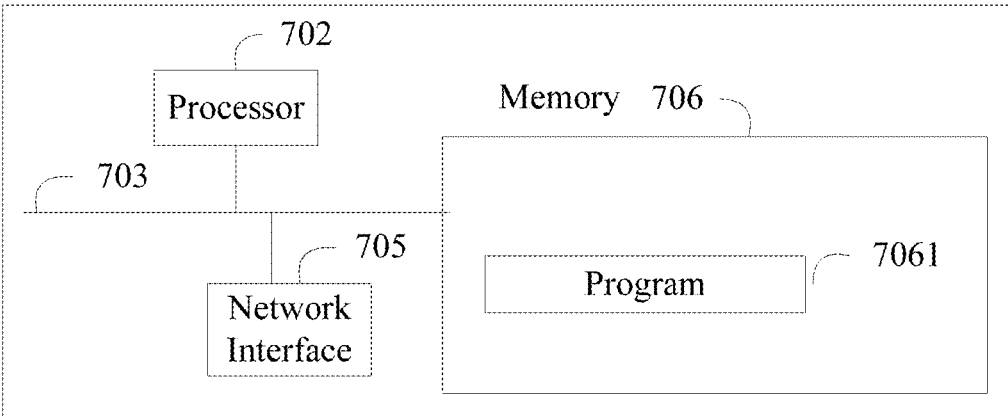 702
Processor
Memory 706
703
705
7061
Program
Network
Interface